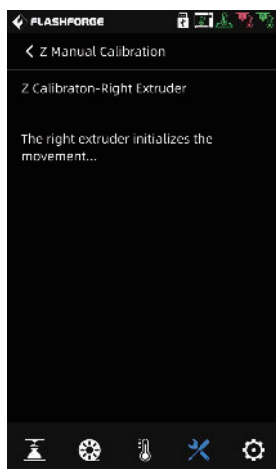 FLASHFORGE
Z Manual Calibration
Z Calibraton-Right Extruder
The right extruder initializes the
movement...